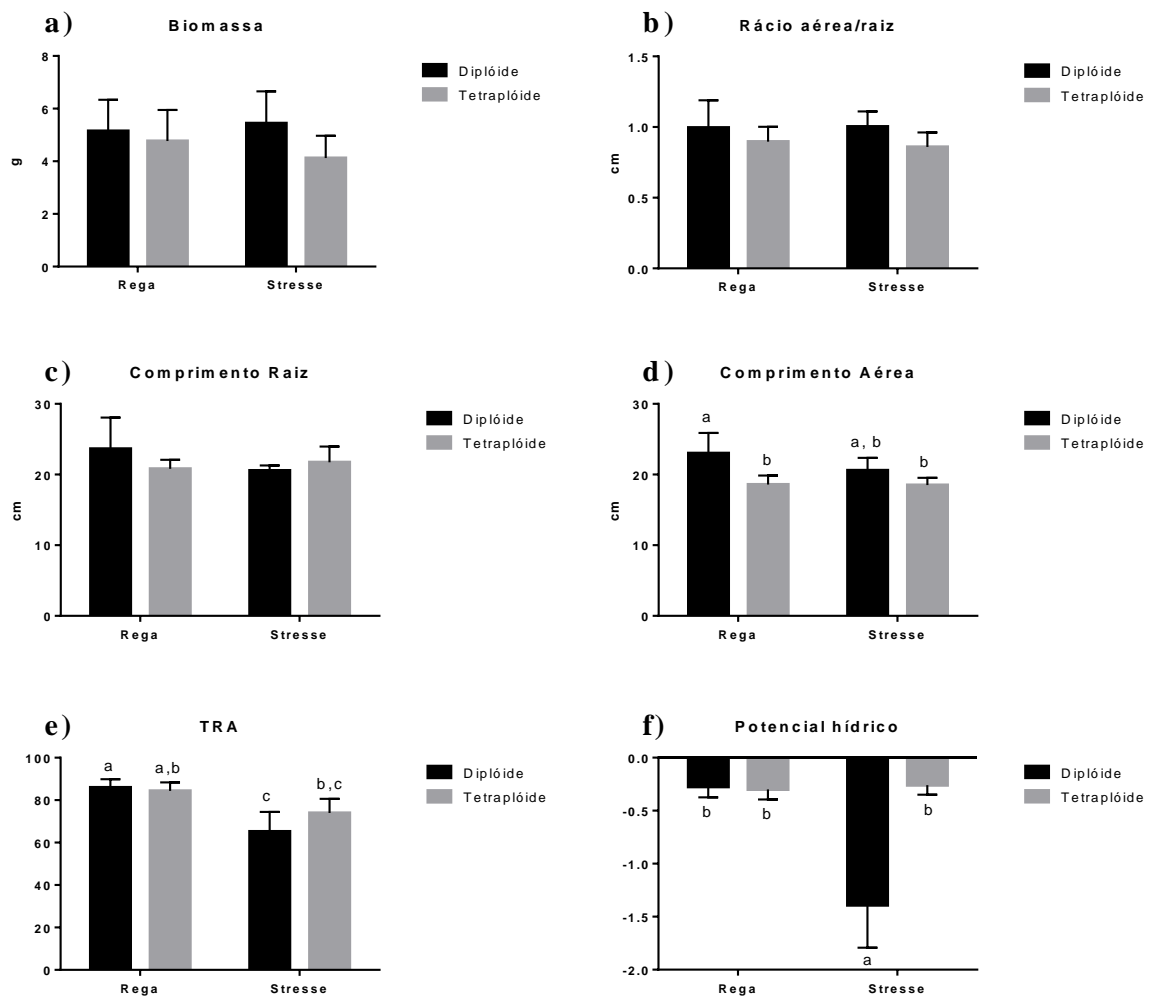 a) Biomassa
8
6
4
2
0
g
Rega Stresse
Diplóide
Tetraplóide
b) Rácio aérea/raiz
1.5
1.0
0.5
0.0
cm
Rega Stresse
Diplóide
Tetraplóide
c) Comprimento Raiz
30
20
10
0
cm
Rega Stresse
Diplóide
Tetraplóide
d) Comprimento Aérea
30
20
10
0
cm
a
b
a, b
b
Rega Stresse
Diplóide
Tetraplóide
e) TRA
100
80
60
40
20
0
a
a,b
c
b,c
Rega Stresse
Diplóide
Tetraplóide
f) Potencial hídrico
0.0
-0.5
-1.0
-1.5
-2.0
b
b
a
b
Rega Stresse
Diplóide
Tetraplóide